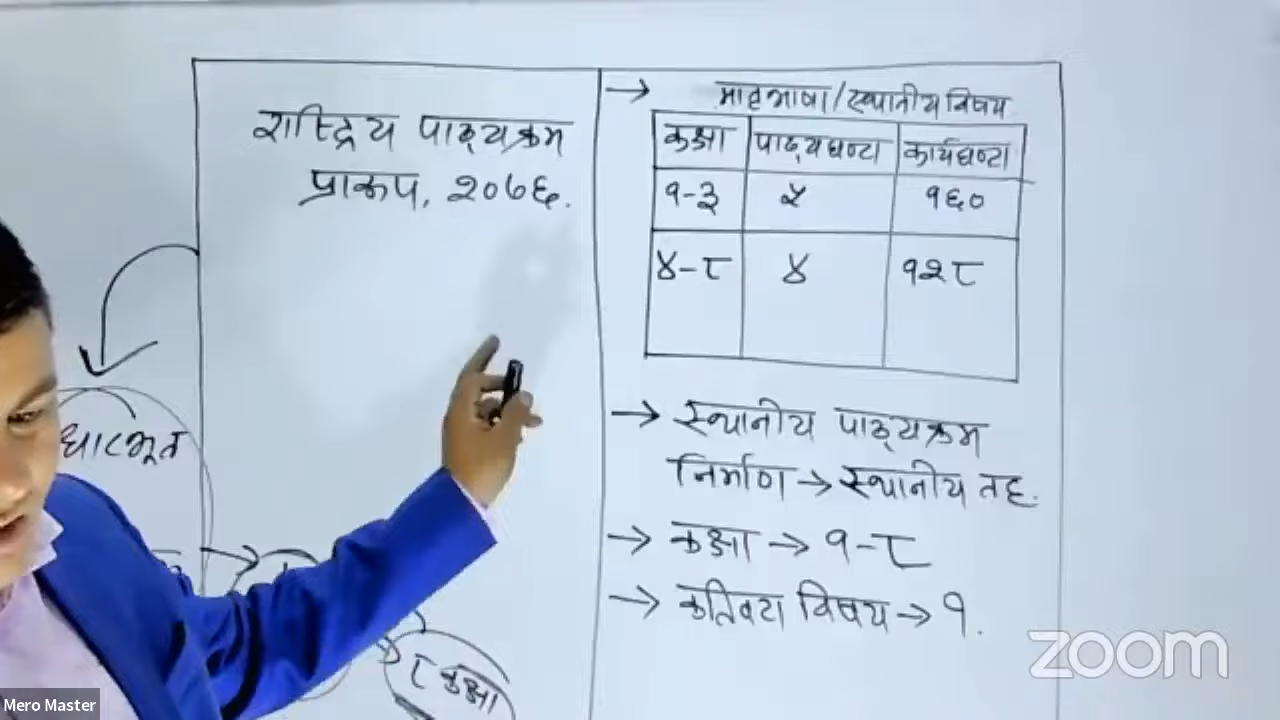 राष्ट्रिय पाठ्यक्रम
प्रारूप, २०७६.
→ मातृभाषा/स्थानीय विषय
कक्षा पाठ्यघण्टा कार्यघण्टा
१-३ ५ १६०
४-८ ४ १२८
→ स्थानीय पाठ्यक्रम
निर्माण → स्थानीय तह.
→ कक्षा → १-८
→ कतिवटा विषय → १.
धारभूत
८ कक्षा
zoom
Mero Master